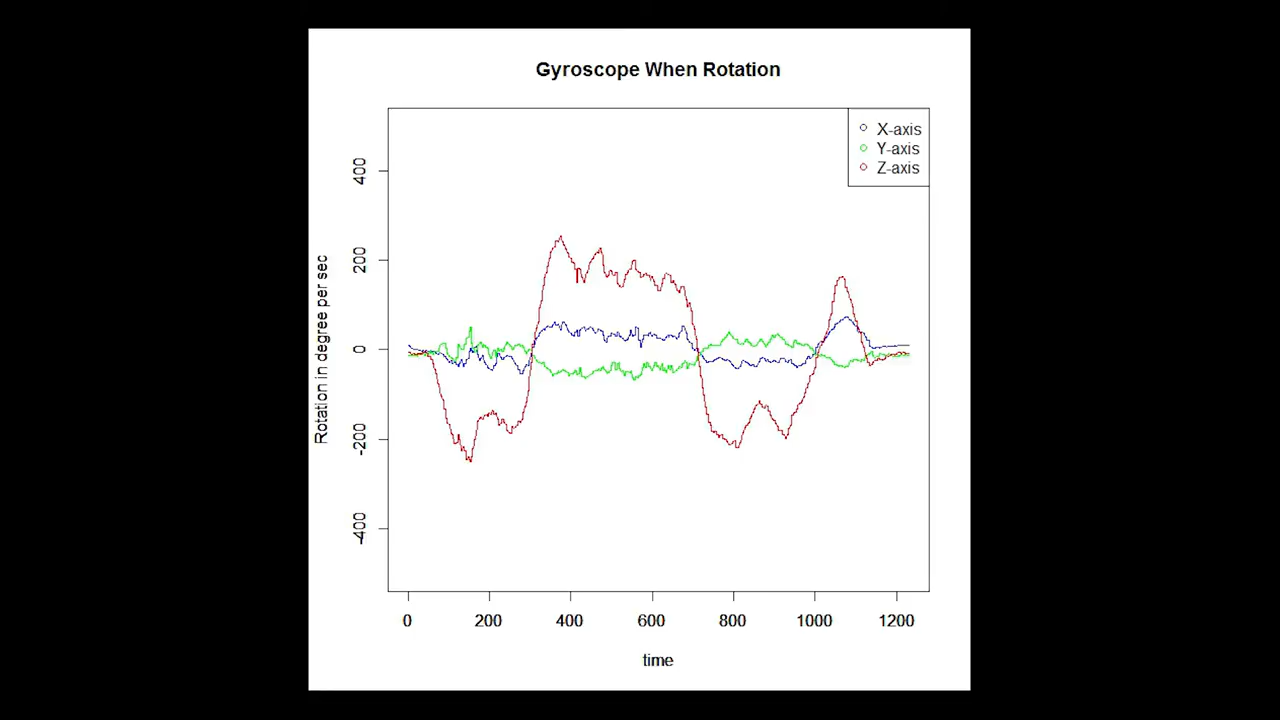 Gyroscope When Rotation
X-axis
Y-axis
Z-axis
Rotation in degree per sec
400
200
0
-200
-400
0 200 400 600 800 1000 1200
time